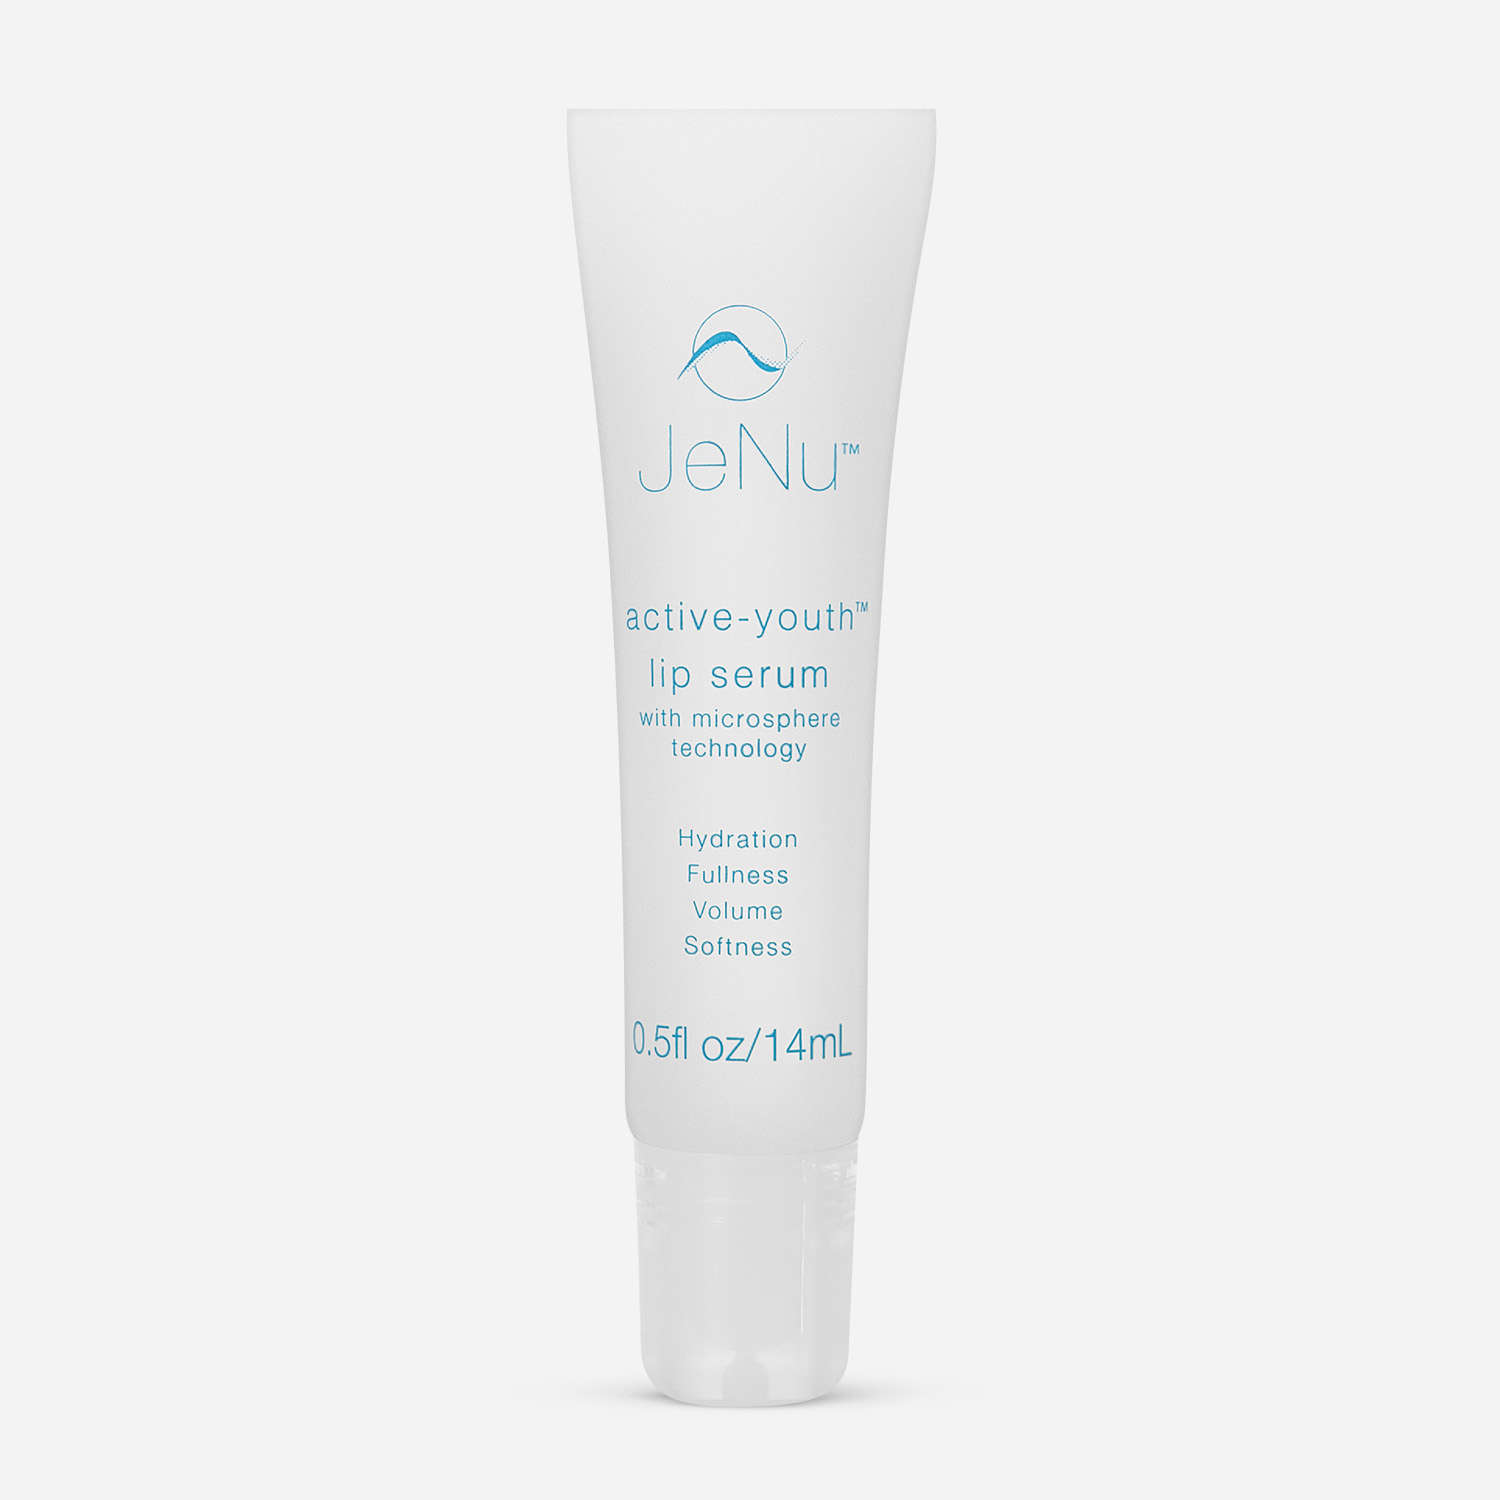 JeNu™
active-youth™
lip serum
with microsphere
technology
Hydration
Fullness
Volume
Softness
0.5fl oz/14mL